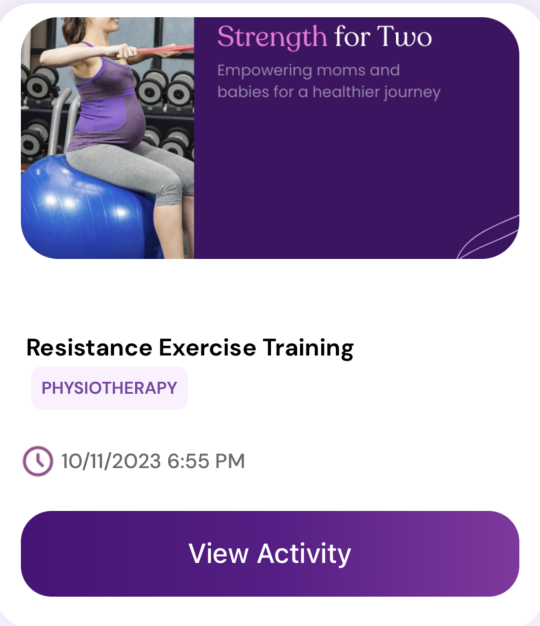 Strength for Two
Empowering moms and
babies for a healthier journey
Resistance Exercise Training
PHYSIOTHERAPY
10/11/2023 6:55 PM
View Activity